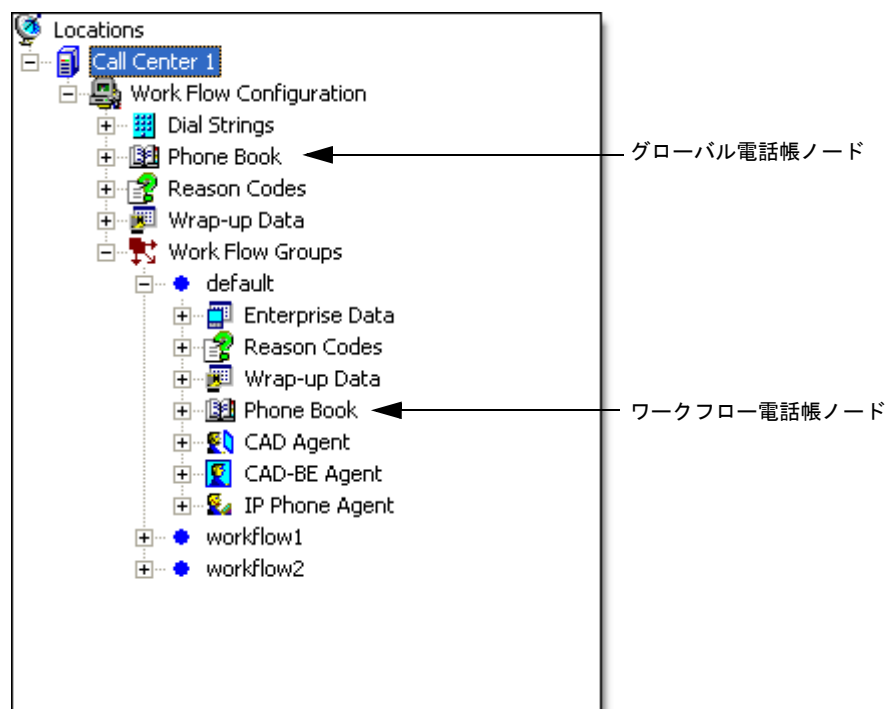 Locations
Call Center 1
Work Flow Configuration
Dial Strings
Phone Book
グローバル電話帳ノード
Reason Codes
Wrap-up Data
Work Flow Groups
default
Enterprise Data
Reason Codes
Wrap-up Data
Phone Book
ワークフロー電話帳ノード
CAD Agent
CAD-BE Agent
IP Phone Agent
workflow1
workflow2